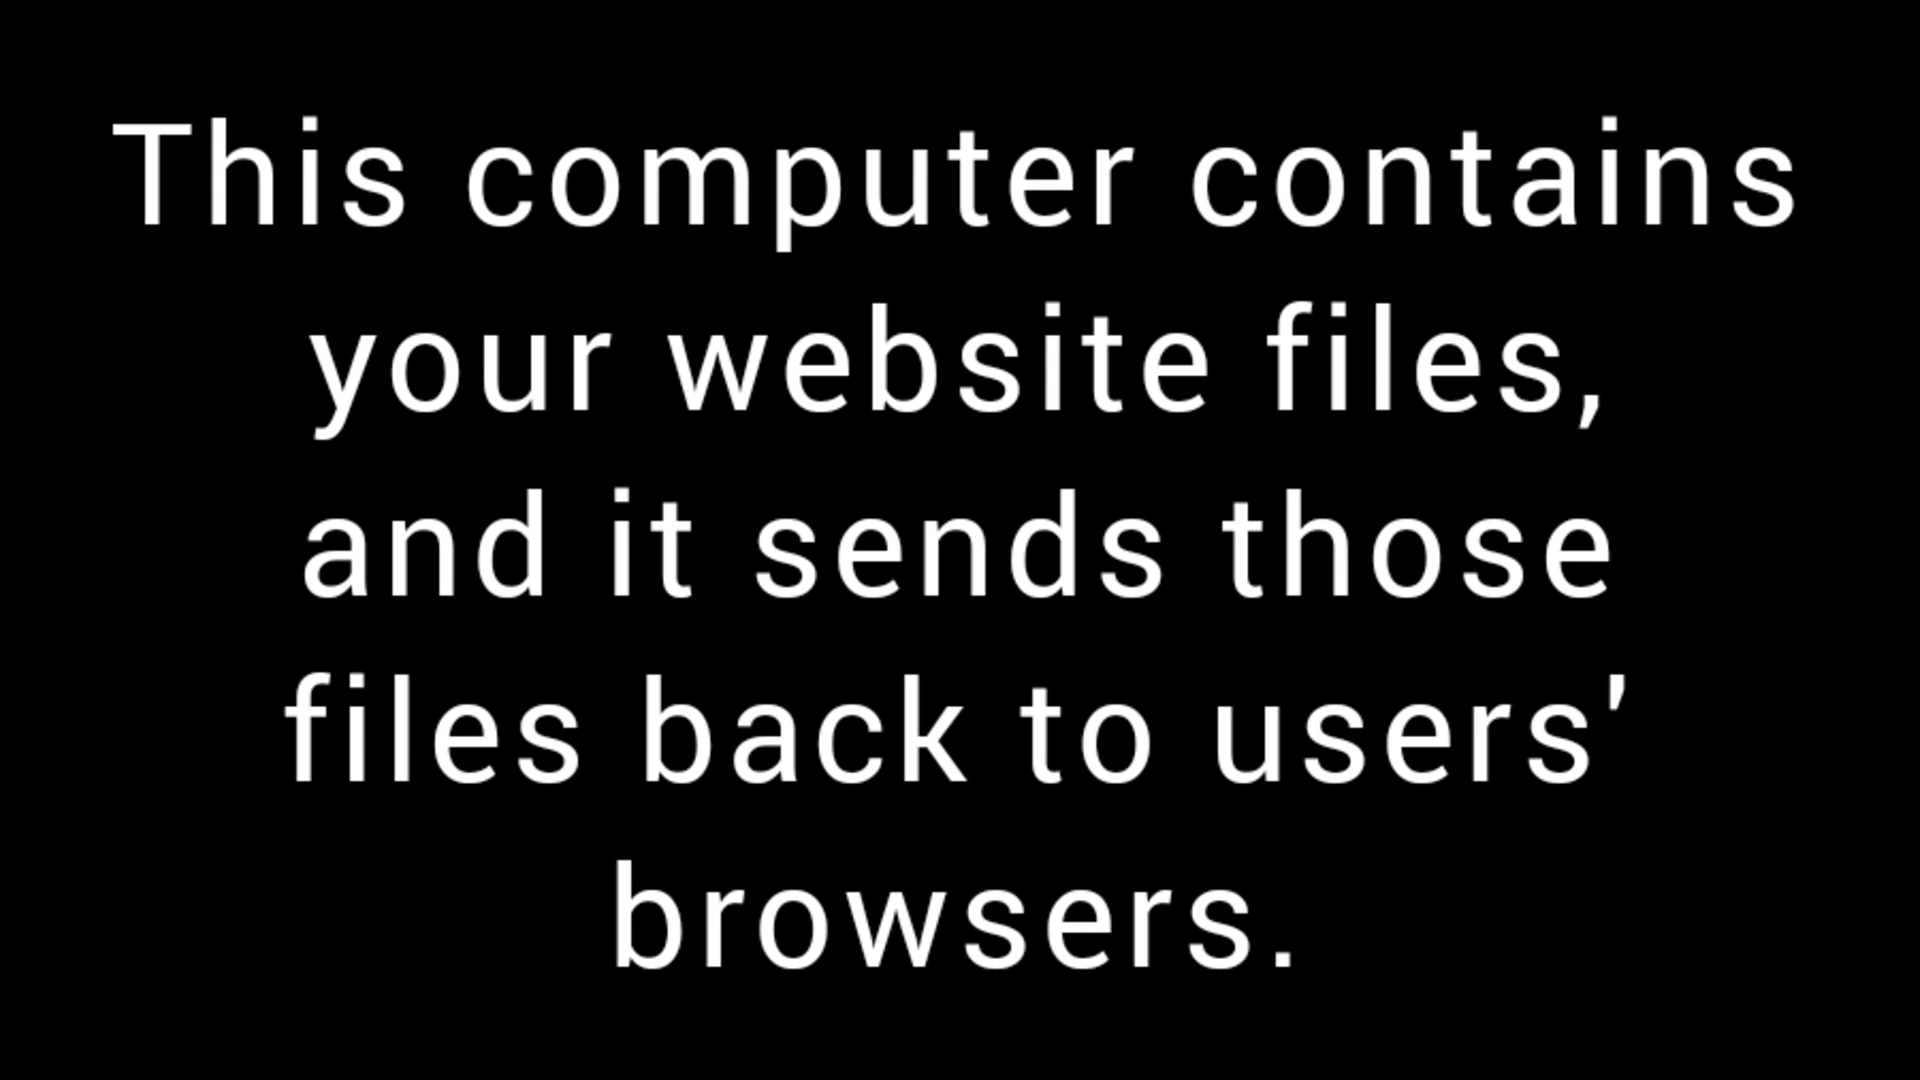 This computer contains
your website files,
and it sends those
files back to users'
browsers.